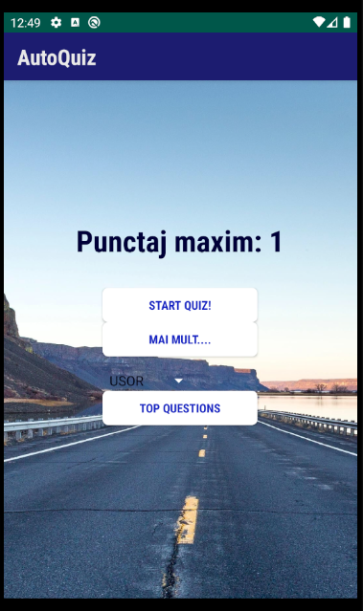 12:49
AutoQuiz
Punctaj maxim: 1
START QUIZ!
MAI MULT....
USOR
TOP QUESTIONS